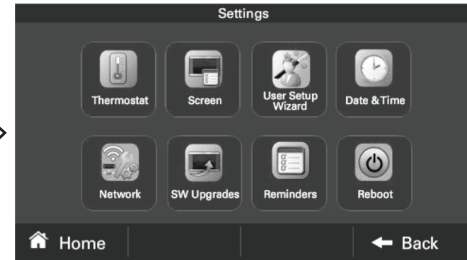 Settings
Thermostat
Screen
User Setup
Wizard
Date & Time
Network
SW Upgrades
Reminders
Reboot
Home
Back